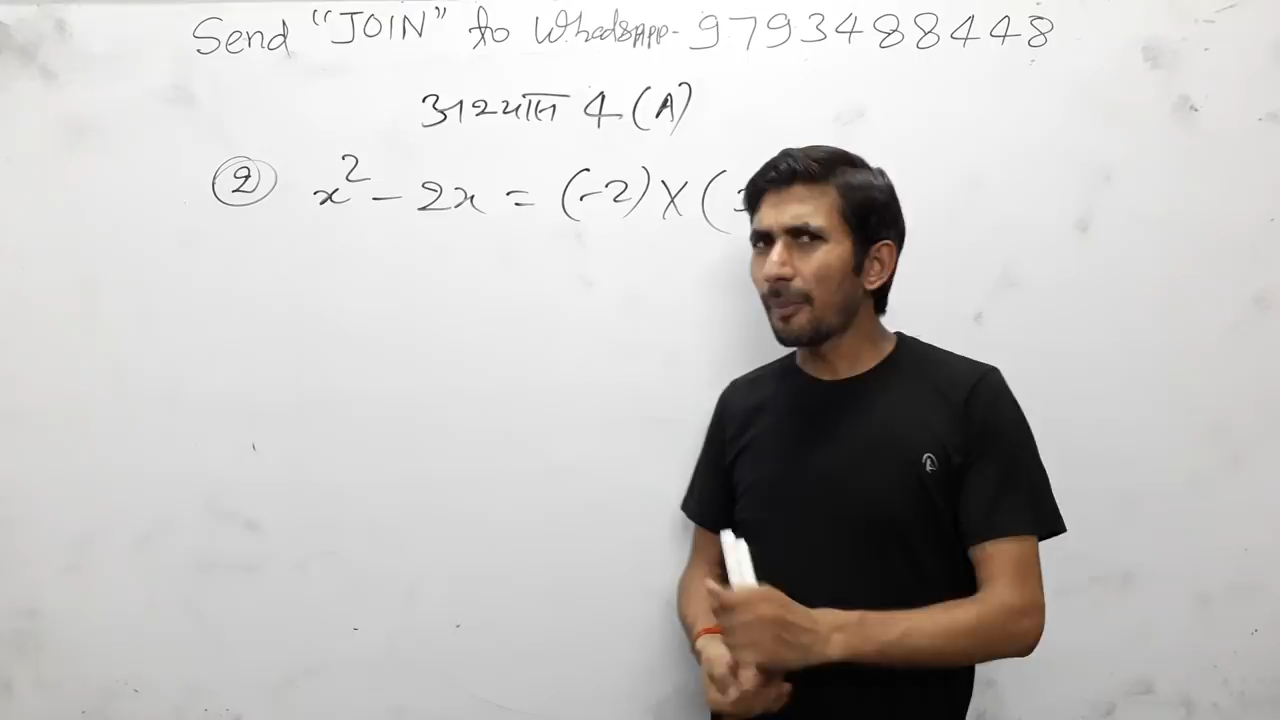 Send "JOIN" to WhatsApp- 9793488448
अभ्यास 4 (A)
(2) x² - 2x = (-2) X (